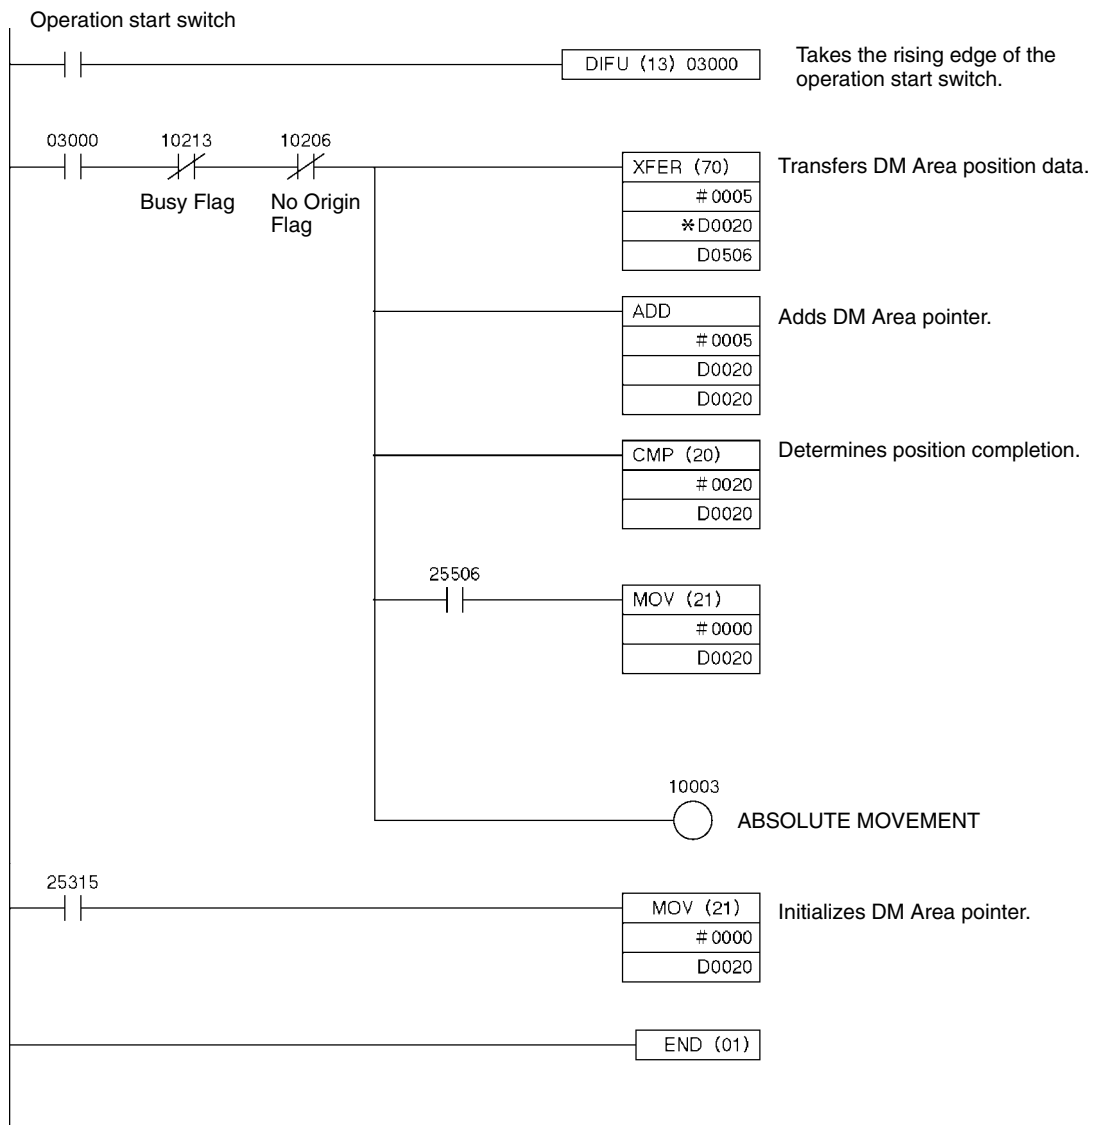 Operation start switch
DIFU (13) 03000
Takes the rising edge of the
operation start switch.
03000
10213
10206
Busy Flag
No Origin
Flag
XFER (70)
#0005
*D0020
D0506
Transfers DM Area position data.
ADD
#0005
D0020
D0020
Adds DM Area pointer.
CMP (20)
#0020
D0020
Determines position completion.
25506
MOV (21)
#0000
D0020
10003
ABSOLUTE MOVEMENT
25315
MOV (21)
#0000
D0020
Initializes DM Area pointer.
END (01)